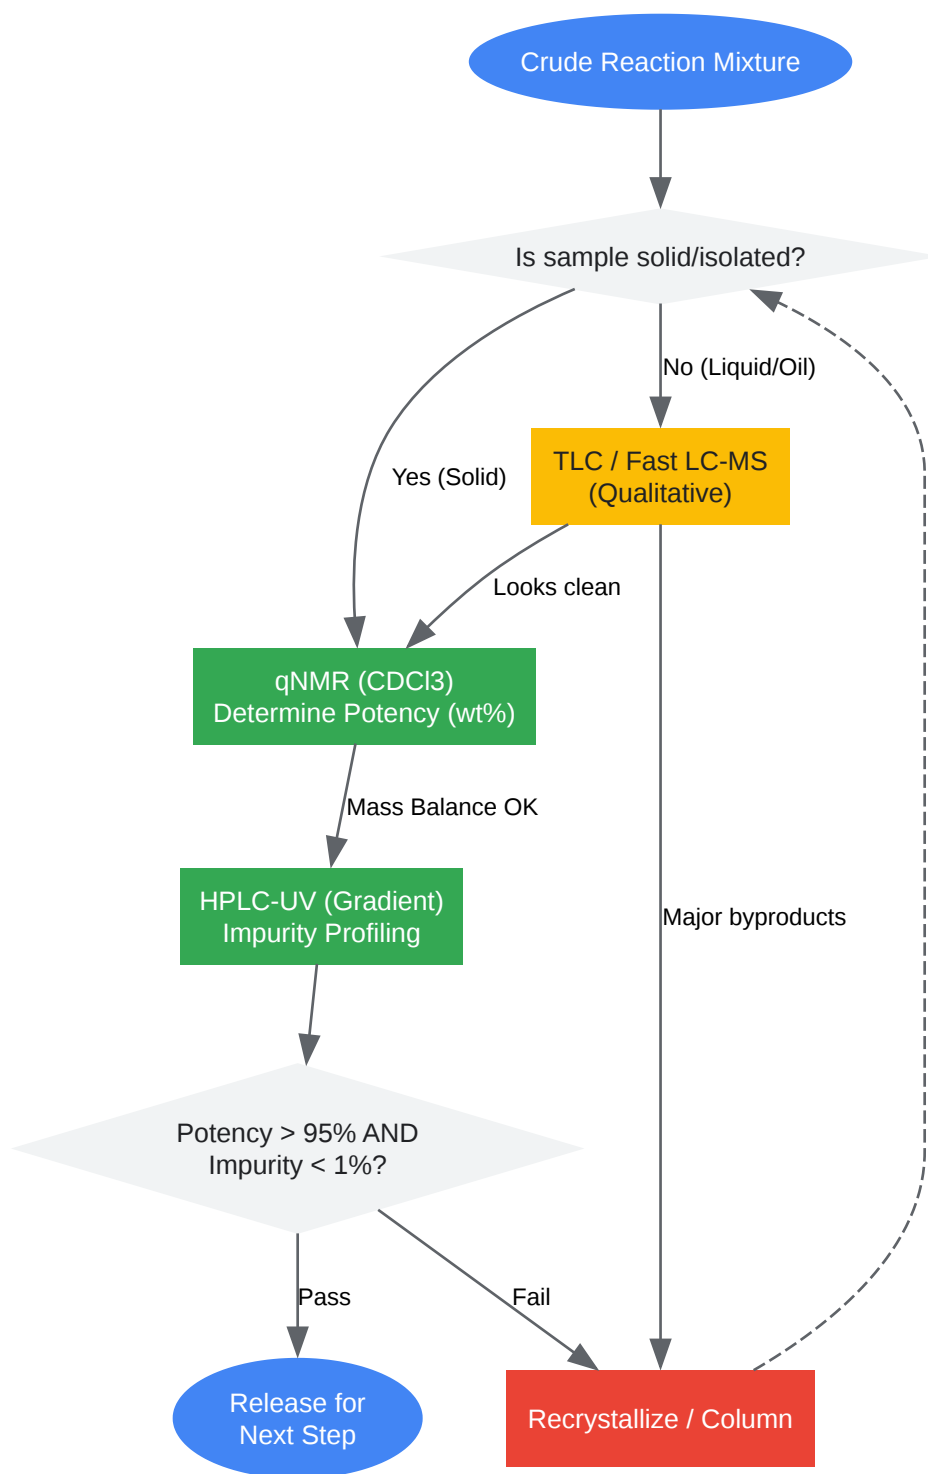 Crude Reaction Mixture
Is sample solid/isolated?
No (Liquid/Oil)
TLC / Fast LC-MS
(Qualitative)
Yes (Solid)
Looks clean
qNMR (CDCl3)
Determine Potency (wt%)
Mass Balance OK
HPLC-UV (Gradient)
Impurity Profiling
Major byproducts
Potency > 95% AND
Impurity < 1%?
Pass
Fail
Release for
Next Step
Recrystallize / Column